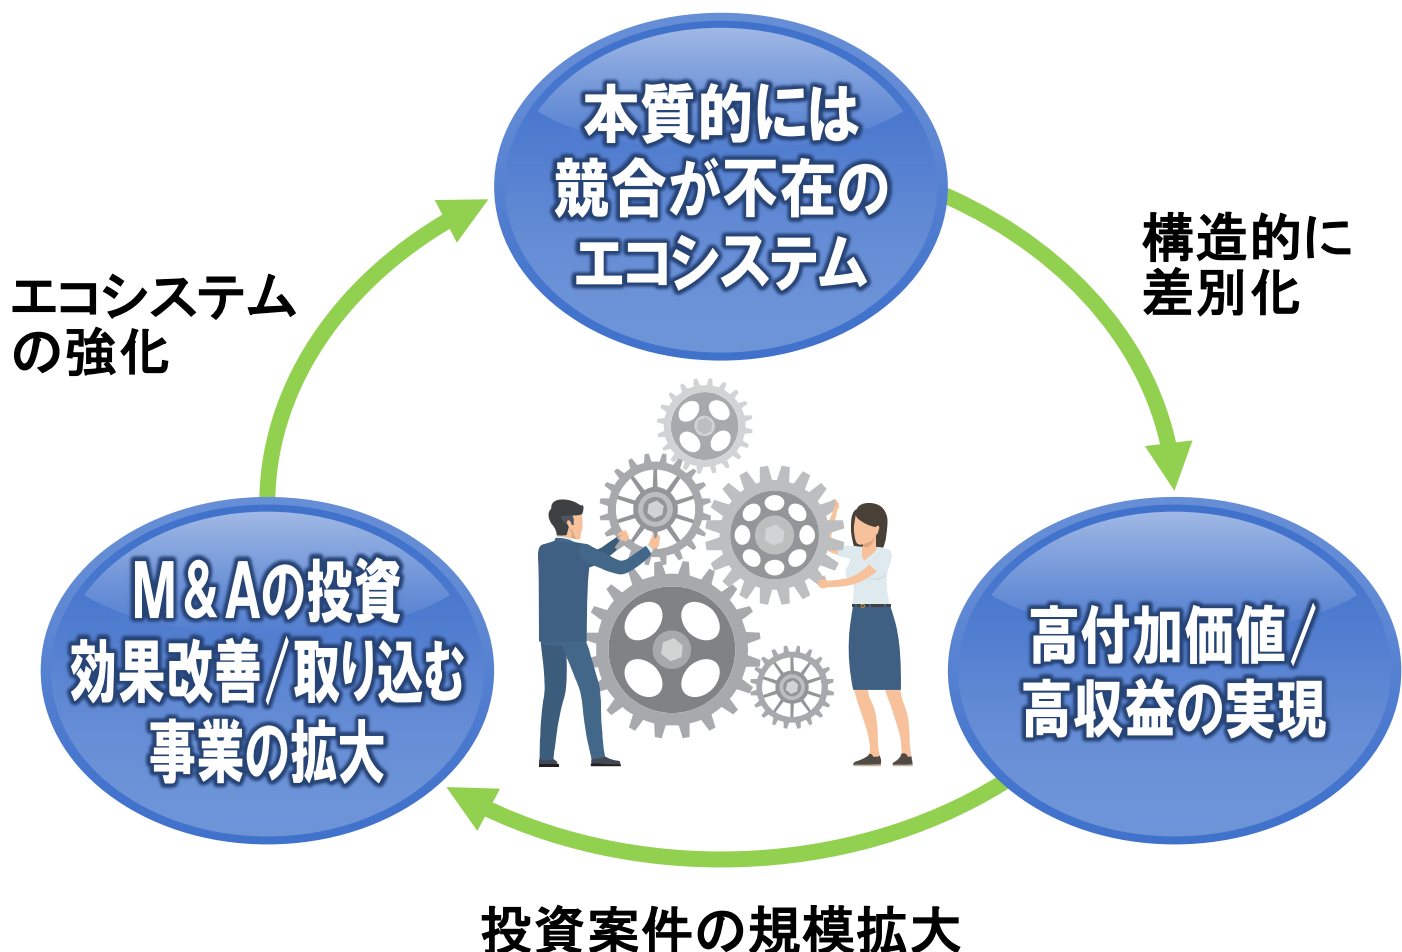 本質的には
競合が不在の
エコシステム
構造的に
差別化
エコシステム
の強化
M&Aの投資
効果改善/取り込む
事業の拡大
高付加価値/
高収益の実現
投資案件の規模拡大